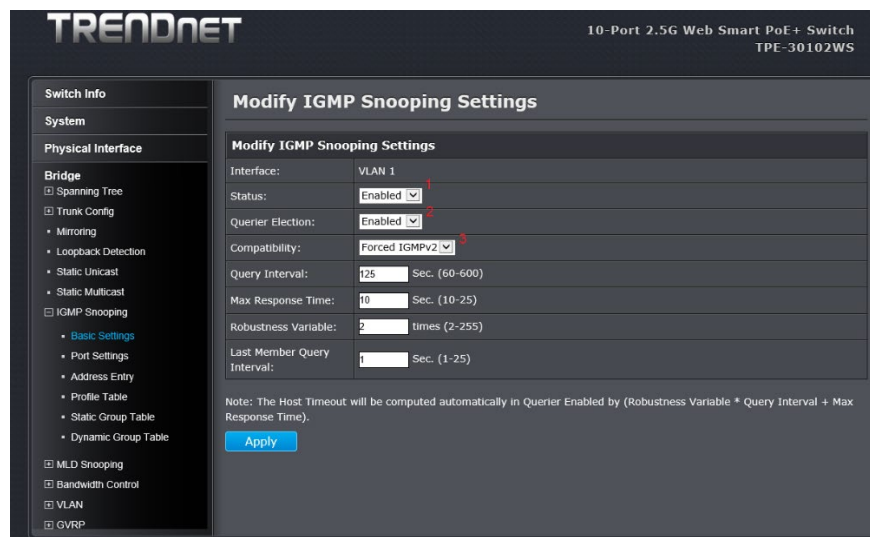 TRENDnET
10-Port 2.5G Web Smart PoE+ Switch
TPE-30102WS
Switch Info
System
Physical Interface
Bridge
Spanning Tree
Trunk Config
Mirroring
Loopback Detection
Static Unicast
Static Multicast
IGMP Snooping
Basic Settings
Port Settings
Address Entry
Profile Table
Static Group Table
Dynamic Group Table
MLD Snooping
Bandwidth Control
VLAN
GVRP
Modify IGMP Snooping Settings
Modify IGMP Snooping Settings
Interface: VLAN 1
Status: Enabled 1
Querier Election: Enabled 2
Compatibility: Forced IGMPv2 3
Query Interval: 125 Sec. (60-600)
Max Response Time: 10 Sec. (10-25)
Robustness Variable: 2 times (2-255)
Last Member Query
Interval: 1 Sec. (1-25)
Note: The Host Timeout will be computed automatically in Querier Enabled by (Robustness Variable * Query Interval + Max
Response Time).
Apply